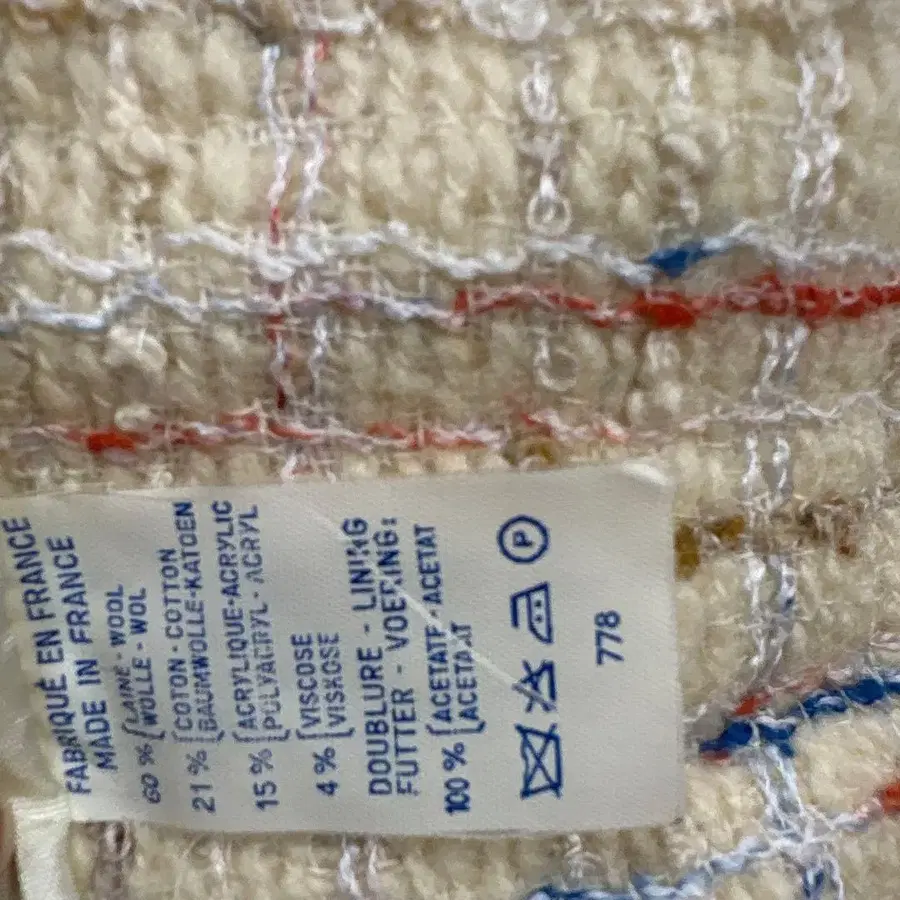 FABRIQUÉ EN FRANCE
MADE IN FRANCE
60 % LAINE - WOOL
WOLLE - WOL
21 % COTON - COTTON
BAUMWOLLE-KATOEN
15 % ACRYLIQUE-ACRYLIC
POLYACRYL - ACRYL
4 % VISCOSE
VISKOSE
DOUBLURE - LINING
FUTTER - VOERING:
100 % ACETATE-ACETAT
ACETAAT
P
778